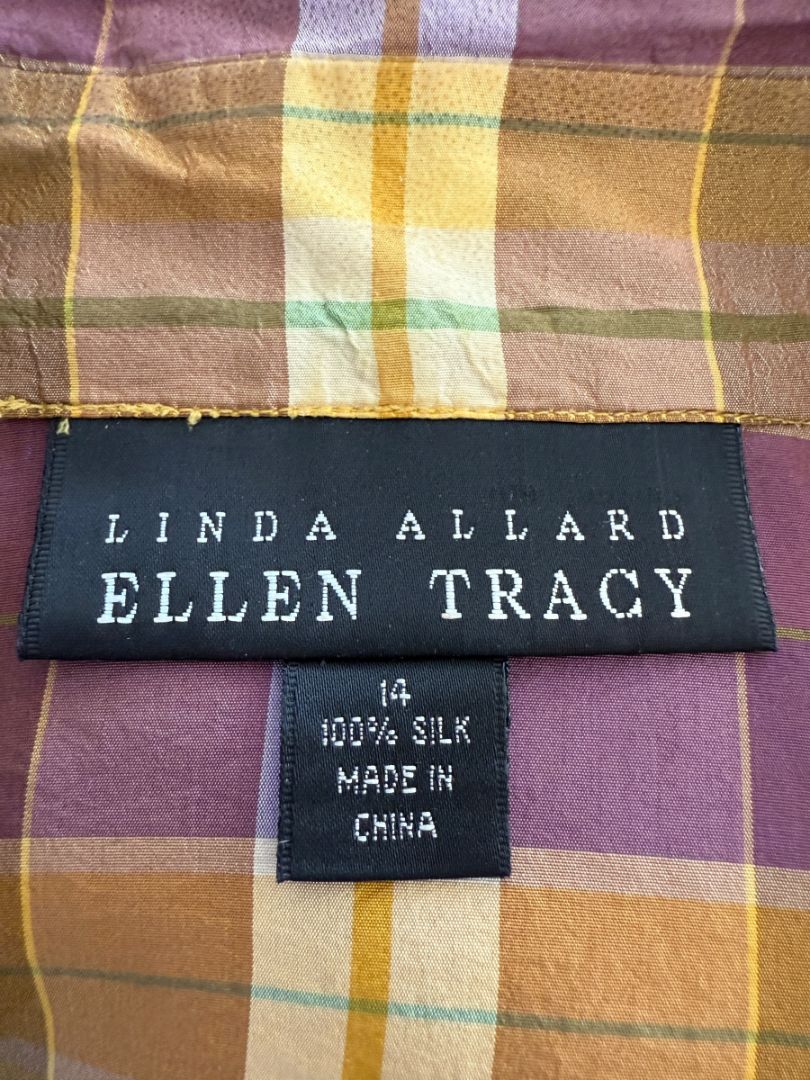 LINDA ALLARD
ELLEN TRACY
14
100% SILK
MADE IN
CHINA